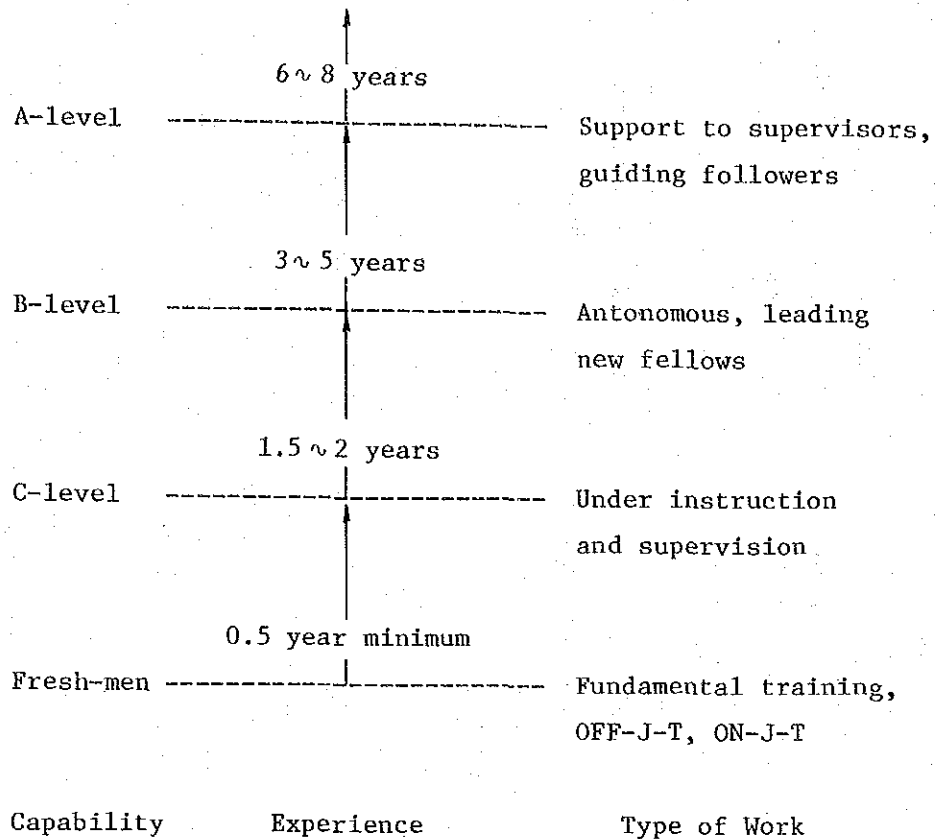 6 ~ 8 years
A-level
Support to supervisors,
guiding followers
3 ~ 5 years
B-level
Antonomous, leading
new fellows
1.5 ~ 2 years
C-level
Under instruction
and supervision
0.5 year minimum
Fresh-men
Fundamental training,
OFF-J-T, ON-J-T
Capability Experience Type of Work